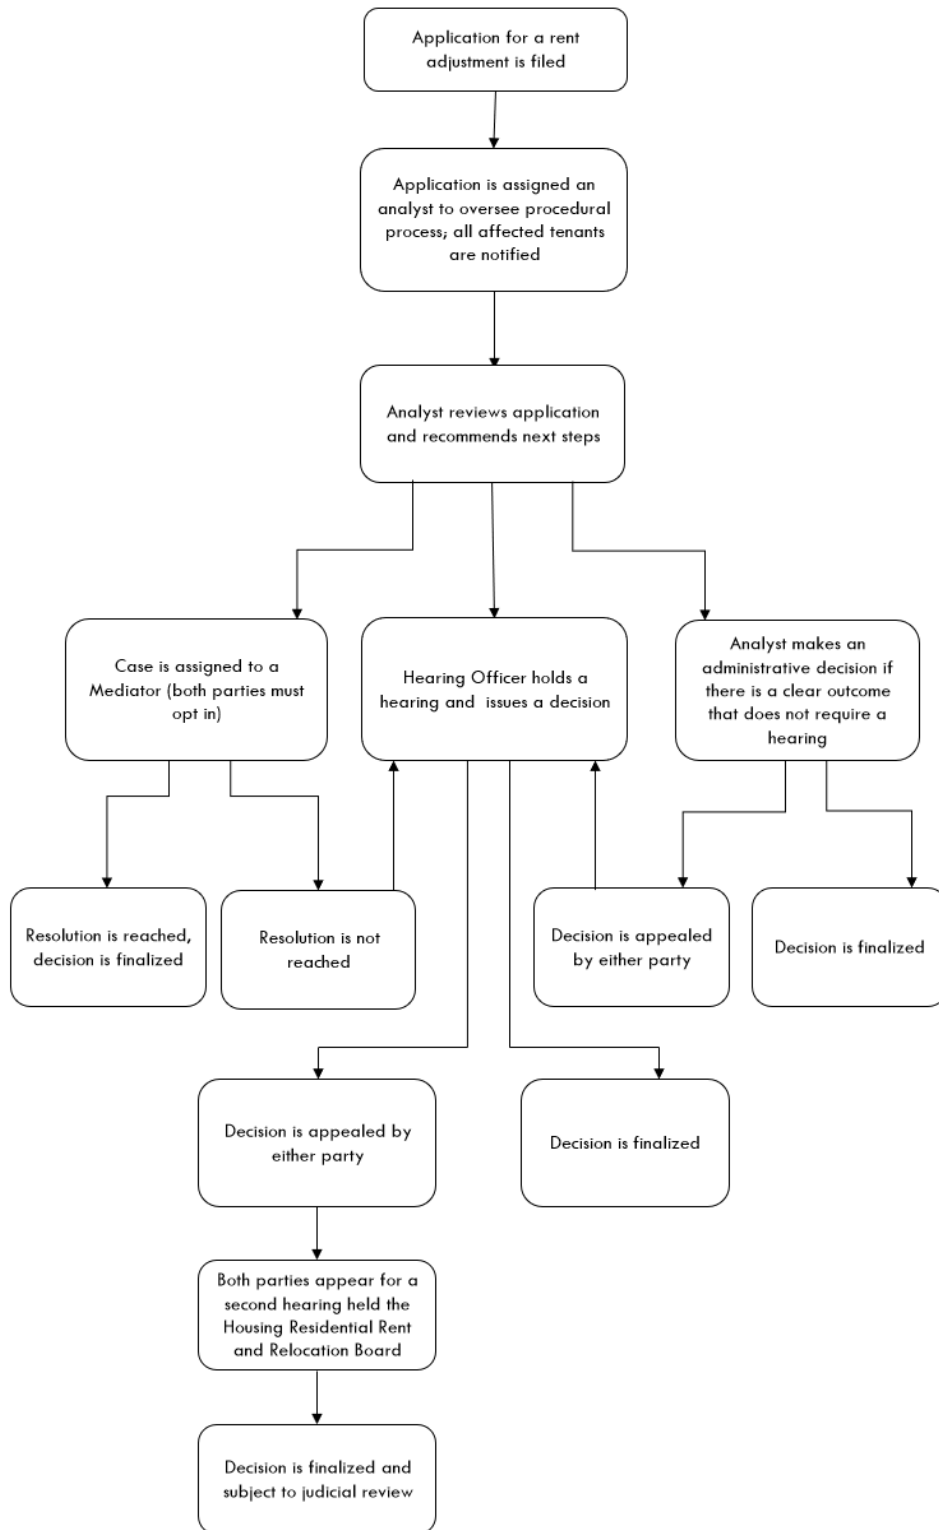 Application for a rent
adjustment is filed
Application is assigned an
analyst to oversee procedural
process; all affected tenants
are notified
Analyst reviews application
and recommends next steps
Case is assigned to a
Mediator (both parties must
opt in)
Hearing Officer holds a
hearing and  issues a decision
Analyst makes an
administrative decision if
there is a clear outcome
that does not require a
hearing
Resolution is reached,
decision is finalized
Resolution is not
reached
Decision is appealed
by either party
Decision is finalized
Decision is appealed by
either party
Decision is finalized
Both parties appear for a
second hearing held the
Housing Residential Rent
and Relocation Board
Decision is finalized and
subject to judicial review